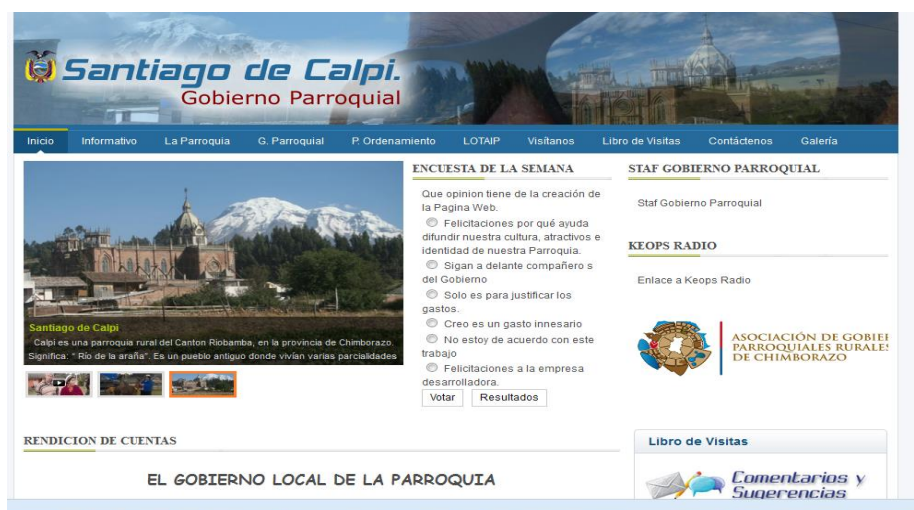 Santiago de Calpi.
Gobierno Parroquial
Inicio Informativo La Parroquia G. Parroquial P. Ordenamiento LOTAIP Visítanos Libro de Visitas Contáctenos Galería
Santiago de Calpi
Calpi es una parroquia rural del Canton Riobamba, en la provincia de Chimborazo.
Significa: " Río de la araña". Es un pueblo antiguo donde vivían varias parcialidades
ENCUESTA DE LA SEMANA
Que opinion tiene de la creación de
la Pagina Web.
Felicitaciones por qué ayuda
difundir nuestra cultura, atractivos e
identidad de nuestra Parroquia.
Sigan a delante compañero s
del Gobierno
Solo es para justificar los
gastos.
Creo es un gasto innesario
No estoy de acuerdo con este
trabajo
Felicitaciones a la empresa
desarrolladora.
Votar Resultados
STAF GOBIERNO PARROQUIAL
Staf Gobierno Parroquial
KEOPS RADIO
Enlace a Keops Radio
ASOCIACIÓN DE GOBIER
PARROQUIALES RURALES
DE CHIMBORAZO
RENDICION DE CUENTAS
EL GOBIERNO LOCAL DE LA PARROQUIA
Libro de Visitas
Comentarios y
Sugerencias